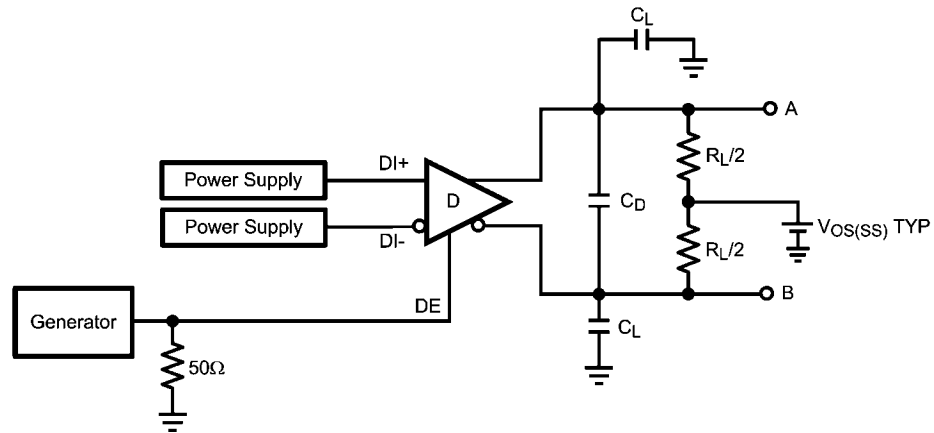 C_L
A
R_L/2
DI+
Power Supply
D
C_D
Power Supply
V_OS(SS) TYP
DI-
R_L/2
DE
B
Generator
C_L
50Ω